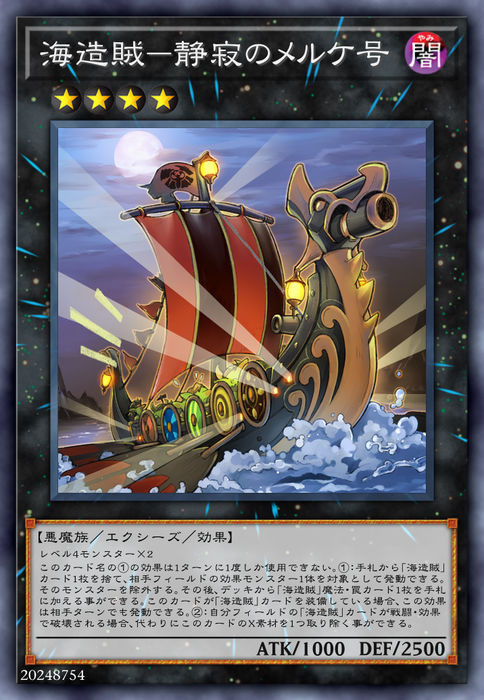 海造賊－静寂のメルケ号
やみ
闇
【悪魔族／エクシーズ／効果】
レベル4モンスター×2
このカード名の①の効果は1ターンに1度しか使用できない。①：手札から「海造賊」
カード1枚を捨て、相手フィールドの効果モンスター1体を対象として発動できる。
そのモンスターを除外する。その後、デッキから「海造賊」魔法・罠カード1枚を手札
に加える事ができる。このカードが「海造賊」カードを装備している場合、この効果
は相手ターンでも発動できる。②：自分フィールドの「海造賊」カードが戦闘・効果
で破壊される場合、代わりにこのカードのX素材を1つ取り除く事ができる。
ATK/1000 DEF/2500
20248754